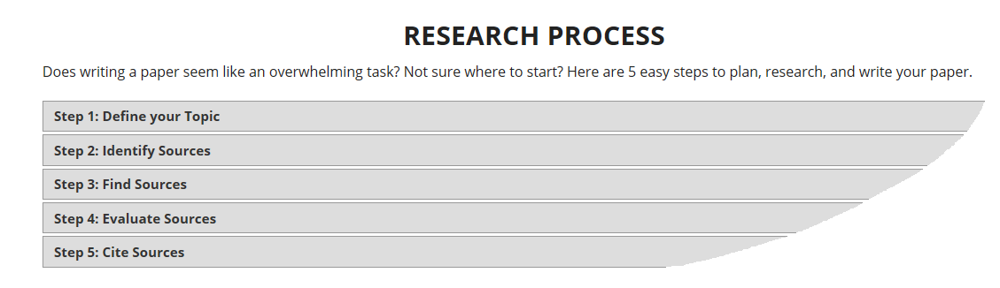 RESEARCH PROCESS
Does writing a paper seem like an overwhelming task? Not sure where to start? Here are 5 easy steps to plan, research, and write your paper.
Step 1: Define your Topic
Step 2: Identify Sources
Step 3: Find Sources
Step 4: Evaluate Sources
Step 5: Cite Sources